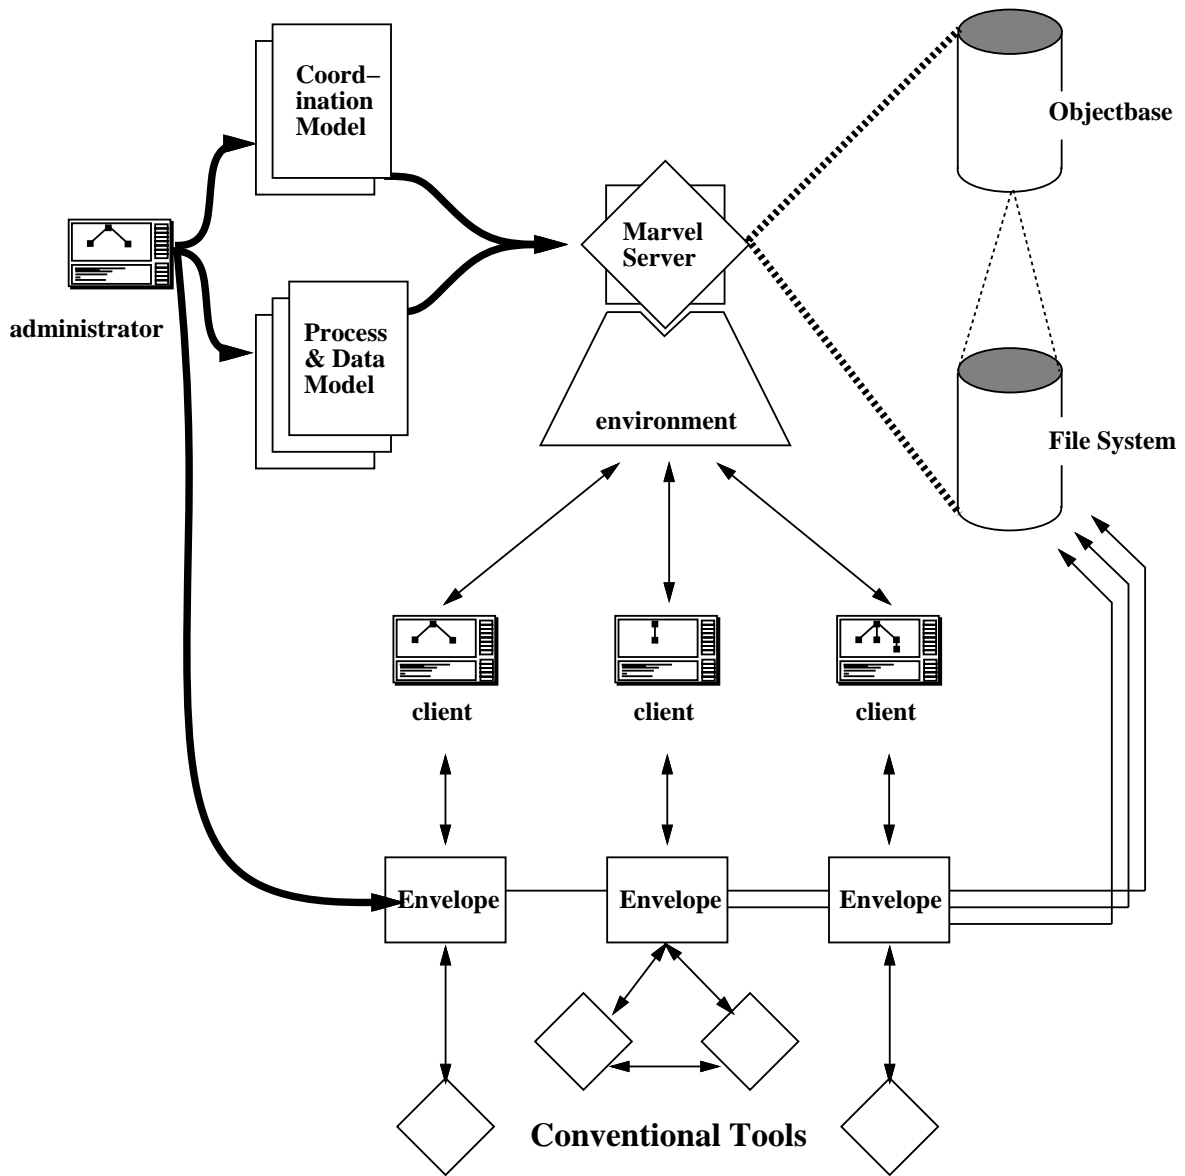 Coord–
ination
Model
Objectbase
Marvel
Server
administrator
Process
& Data
Model
environment
File System
client
client
client
Envelope
Envelope
Envelope
Conventional Tools